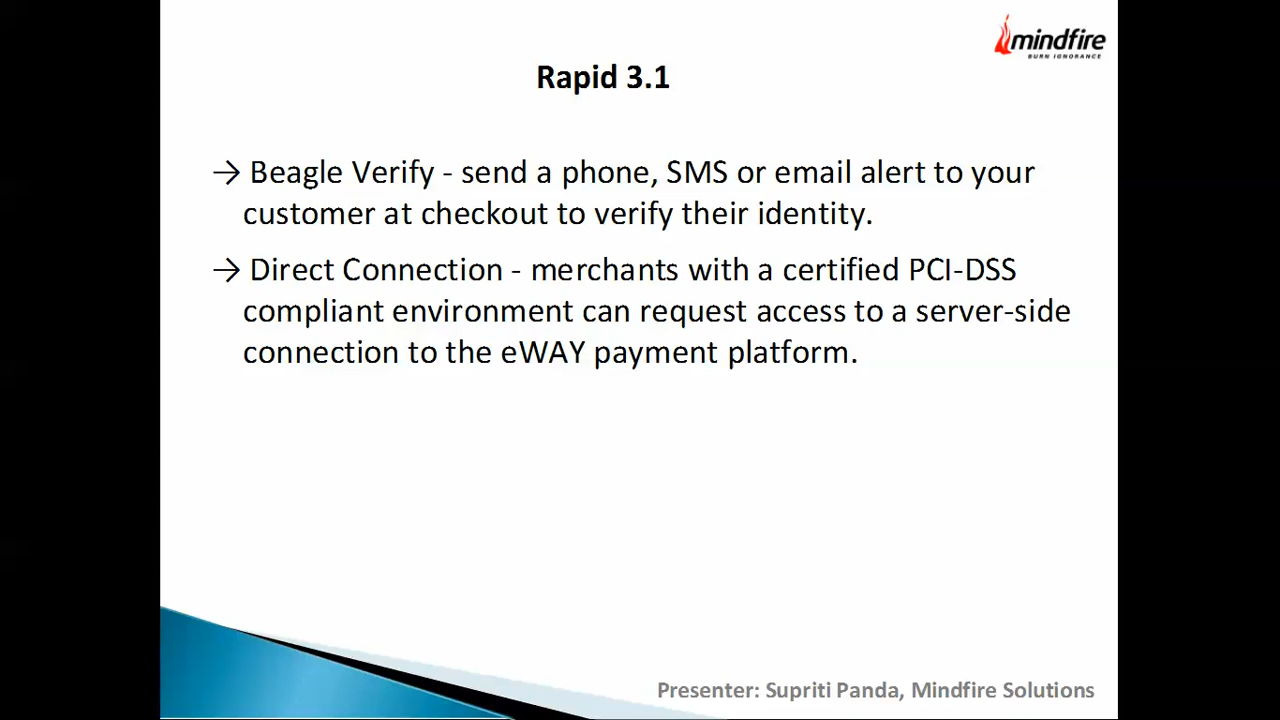 mindfire
BURN IGNORANCE
Rapid 3.1
→ Beagle Verify - send a phone, SMS or email alert to your
customer at checkout to verify their identity.
→ Direct Connection - merchants with a certified PCI-DSS
compliant environment can request access to a server-side
connection to the eWAY payment platform.
Presenter: Supriti Panda, Mindfire Solutions